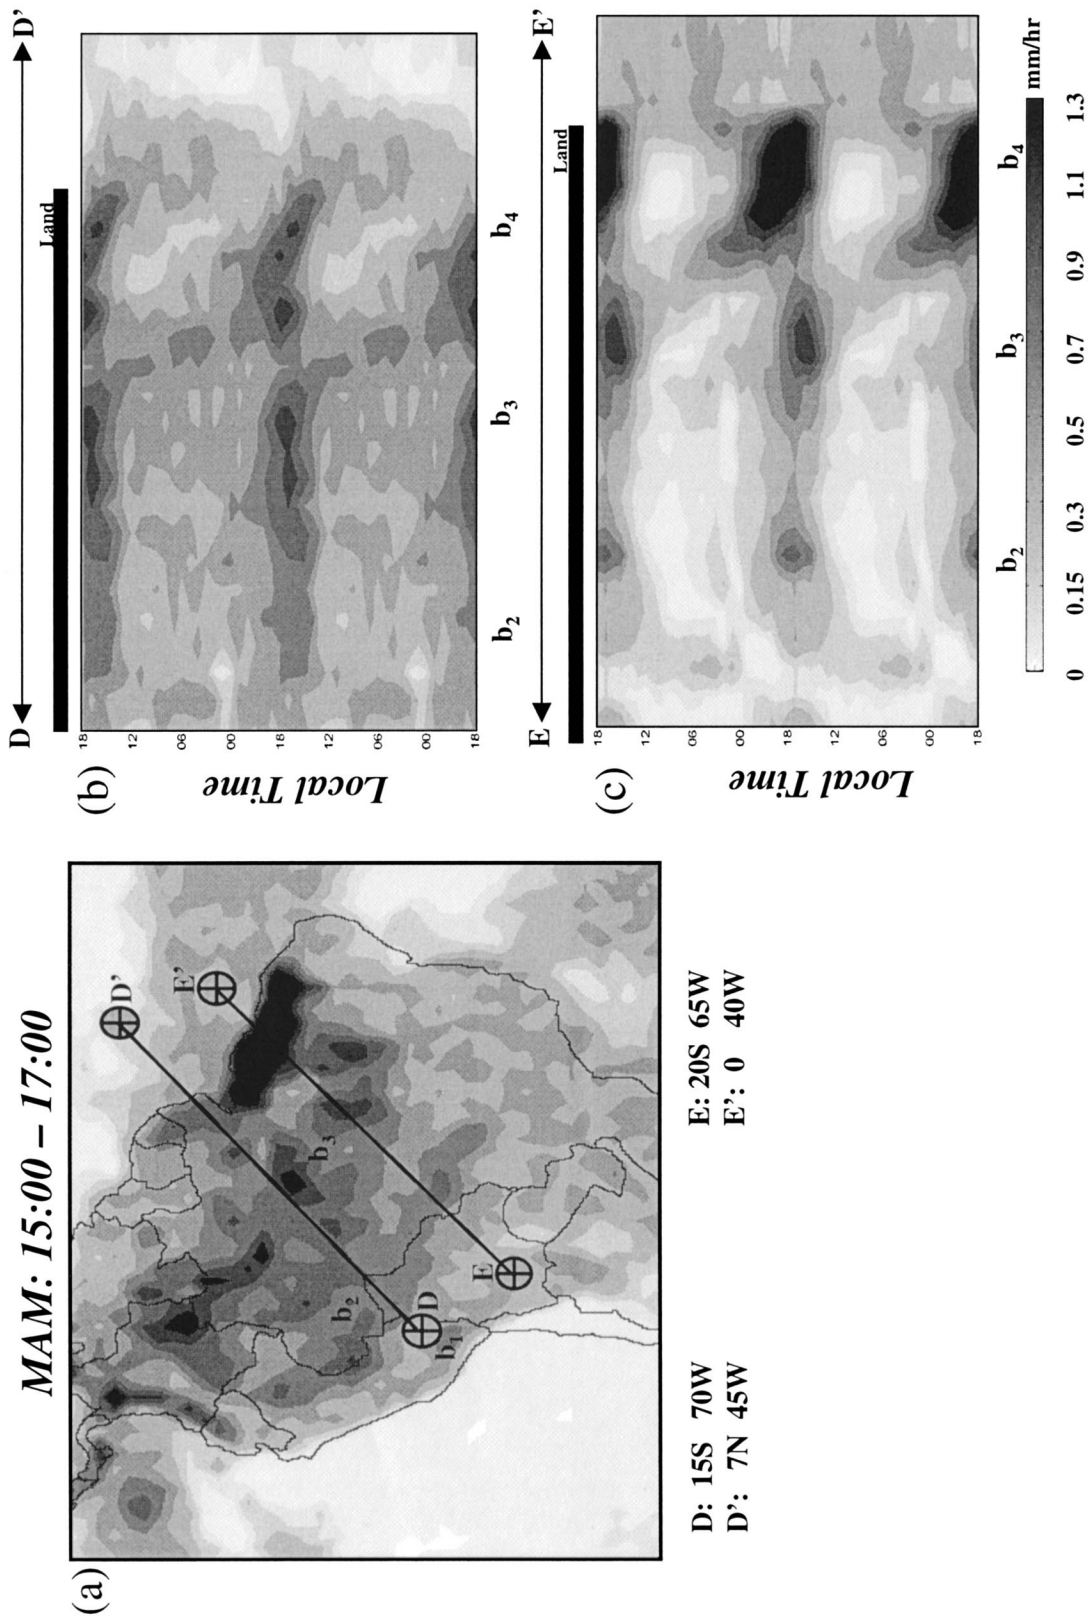 MAM: 15:00 – 17:00
(a)
D'
E'
b3
b2
D
b1
E
D: 15S 70W
D': 7N 45W
E: 20S 65W
E': 0 40W
(b)
D
D'
Land
Local Time
18
12
06
00
18
12
06
00
18
b2
b3
b4
(c)
E
E'
Land
Local Time
18
12
06
00
18
12
06
00
18
b2
b3
b4
mm/hr
0
0.15
0.3
0.5
0.7
0.9
1.1
1.3